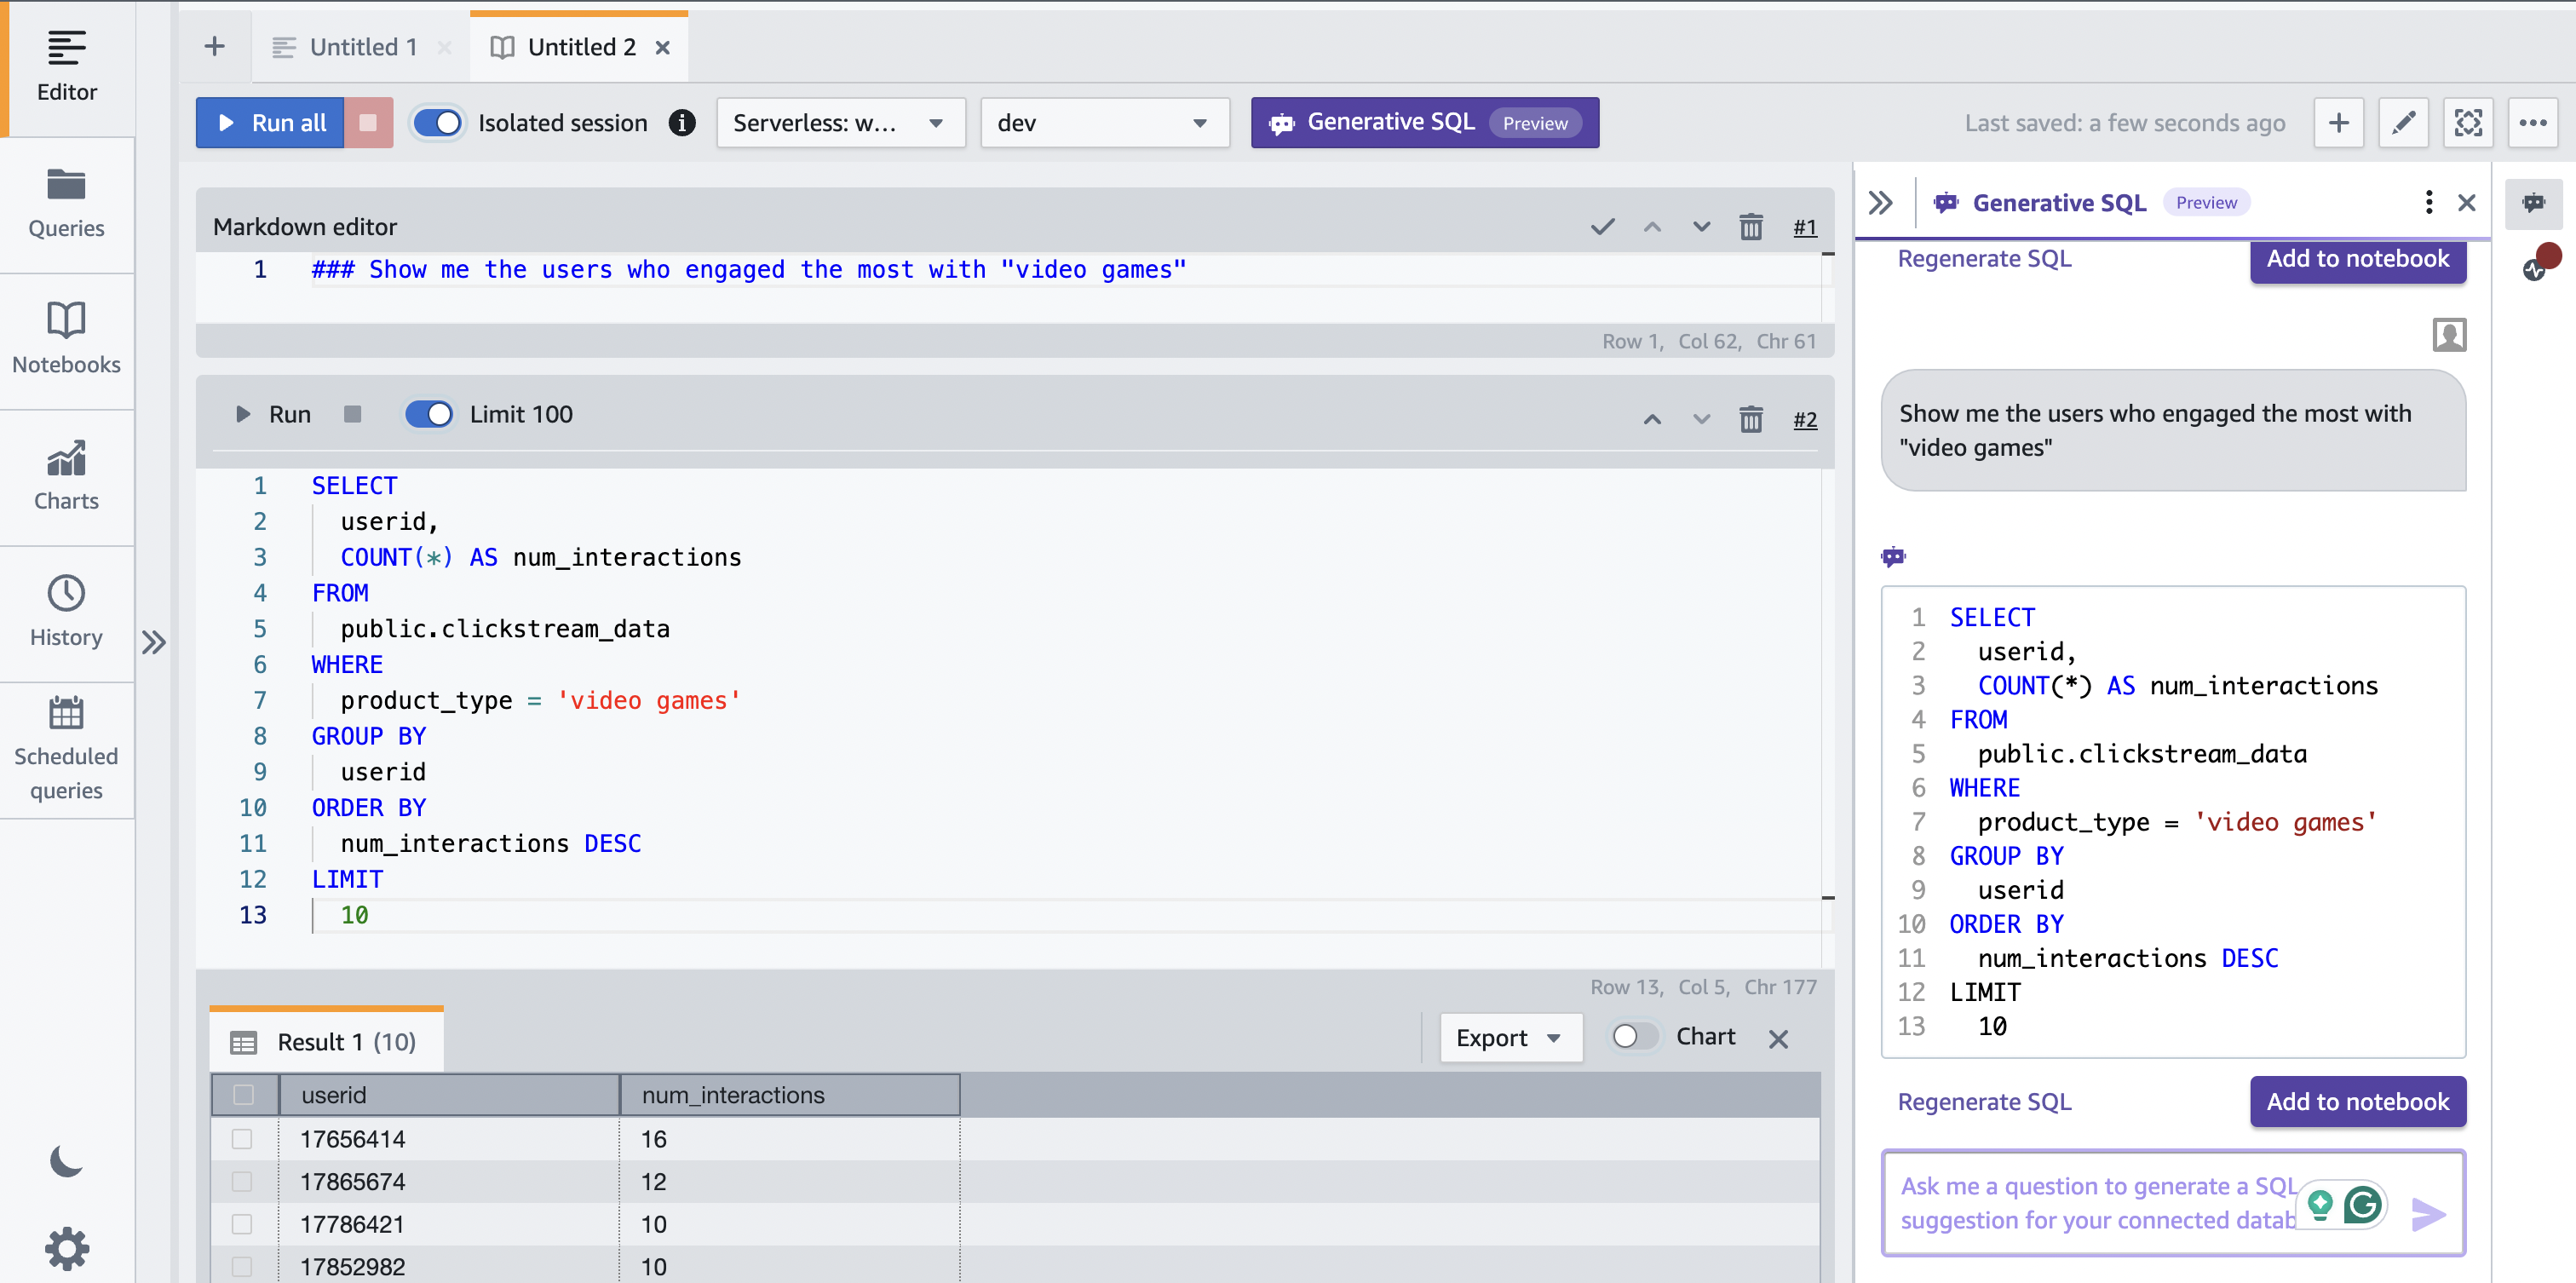 Editor
Queries
Notebooks
Charts
History
Scheduled
queries
Untitled 1
Untitled 2
Run all
Isolated session
Serverless: w...
dev
Generative SQL Preview
Last saved: a few seconds ago
Markdown editor
#1
1 ### Show me the users who engaged the most with "video games"
Row 1, Col 62, Chr 61
Run
Limit 100
#2
1 SELECT
2 userid,
3 COUNT(*) AS num_interactions
4 FROM
5 public.clickstream_data
6 WHERE
7 product_type = 'video games'
8 GROUP BY
9 userid
10 ORDER BY
11 num_interactions DESC
12 LIMIT
13 10
Row 13, Col 5, Chr 177
Result 1 (10)
Export
Chart
userid num_interactions
17656414 16
17865674 12
17786421 10
17852982 10
Generative SQL Preview
Regenerate SQL
Add to notebook
Show me the users who engaged the most with
"video games"
1 SELECT
2 userid,
3 COUNT(*) AS num_interactions
4 FROM
5 public.clickstream_data
6 WHERE
7 product_type = 'video games'
8 GROUP BY
9 userid
10 ORDER BY
11 num_interactions DESC
12 LIMIT
13 10
Regenerate SQL
Add to notebook
Ask me a question to generate a SQL
suggestion for your connected datab